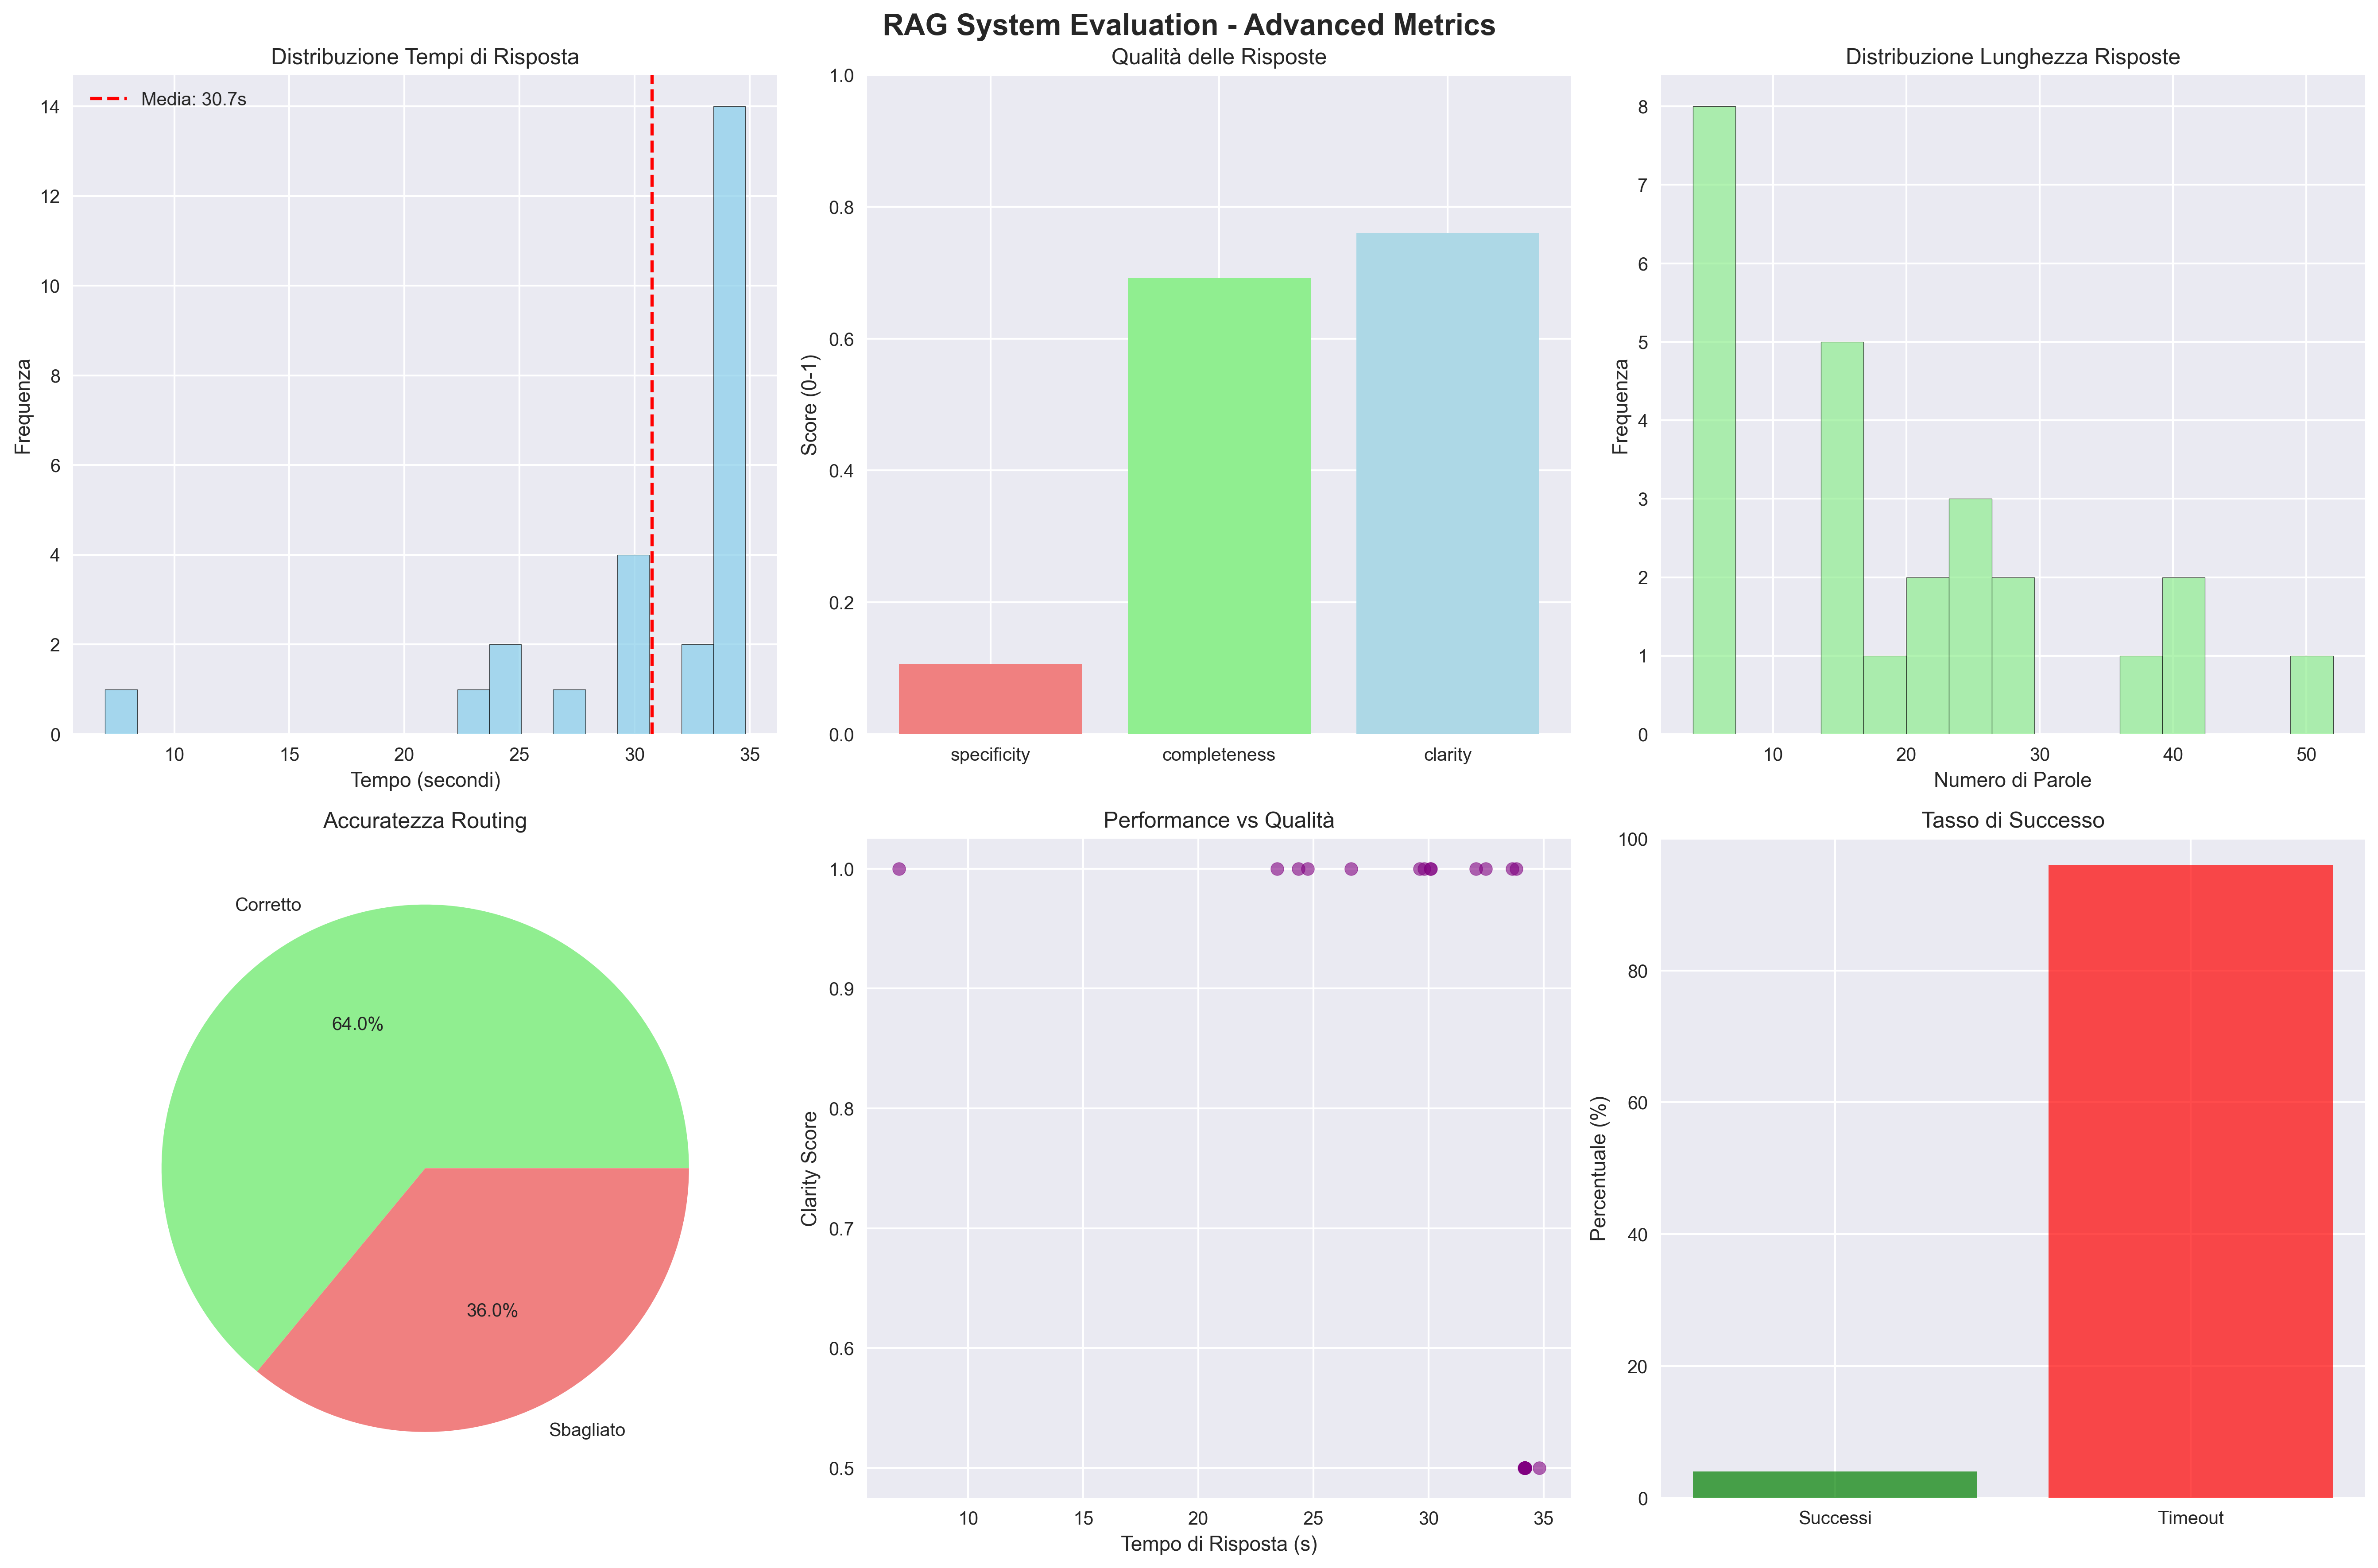 RAG System Evaluation - Advanced Metrics
Distribuzione Tempi di Risposta
Media: 30.7s
14
12
10
8
6
4
2
0
Frequenza
10
15
20
25
30
35
Tempo (secondi)
Qualità delle Risposte
1.0
0.8
0.6
0.4
0.2
0.0
Score (0-1)
specificity
completeness
clarity
Distribuzione Lunghezza Risposte
8
7
6
5
4
3
2
1
0
Frequenza
10
20
30
40
50
Numero di Parole
Accuratezza Routing
Corretto
64.0%
36.0%
Sbagliato
Performance vs Qualità
1.0
0.9
0.8
0.7
0.6
0.5
Clarity Score
10
15
20
25
30
35
Tempo di Risposta (s)
Tasso di Successo
100
80
60
40
20
0
Percentuale (%)
Successi
Timeout